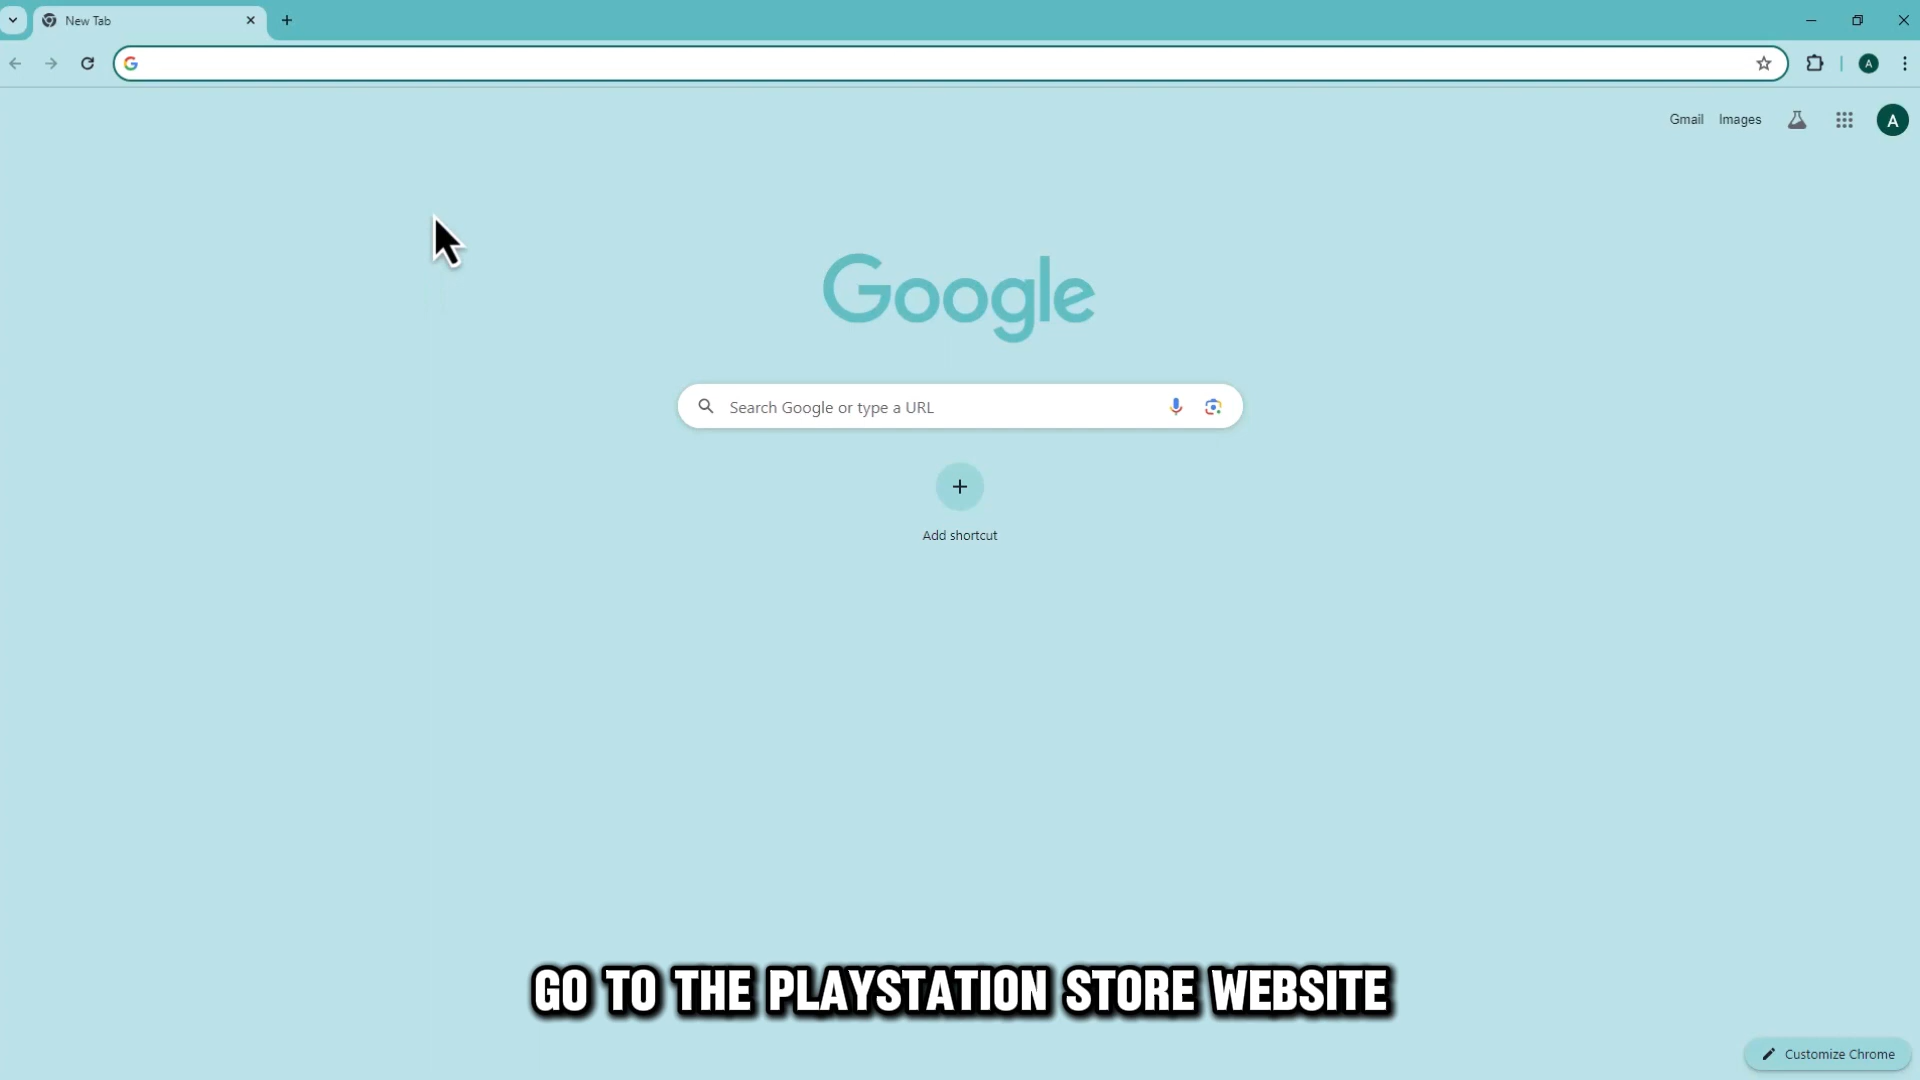 New Tab
A
Gmail Images A
Google
Search Google or type a URL
Add shortcut
GO TO THE PLAYSTATION STORE WEBSITE
Customize Chrome